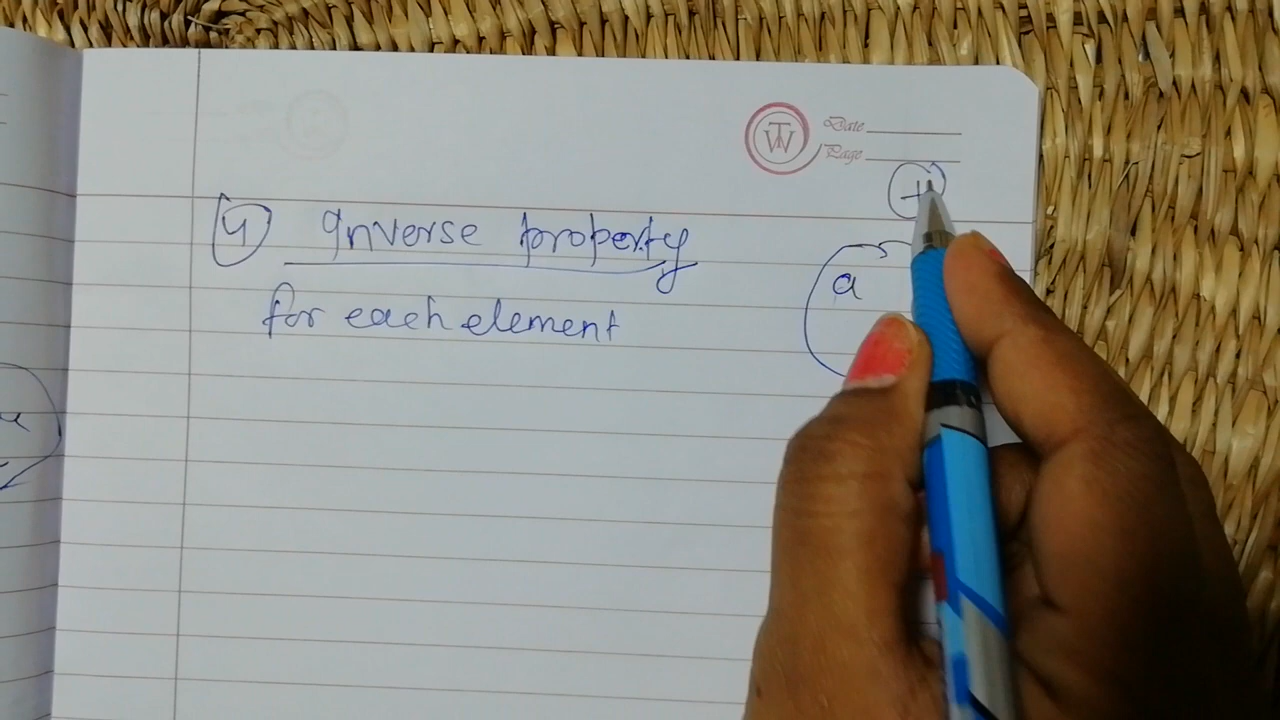 Date
Page
+
4 Inverse property
a
for each element